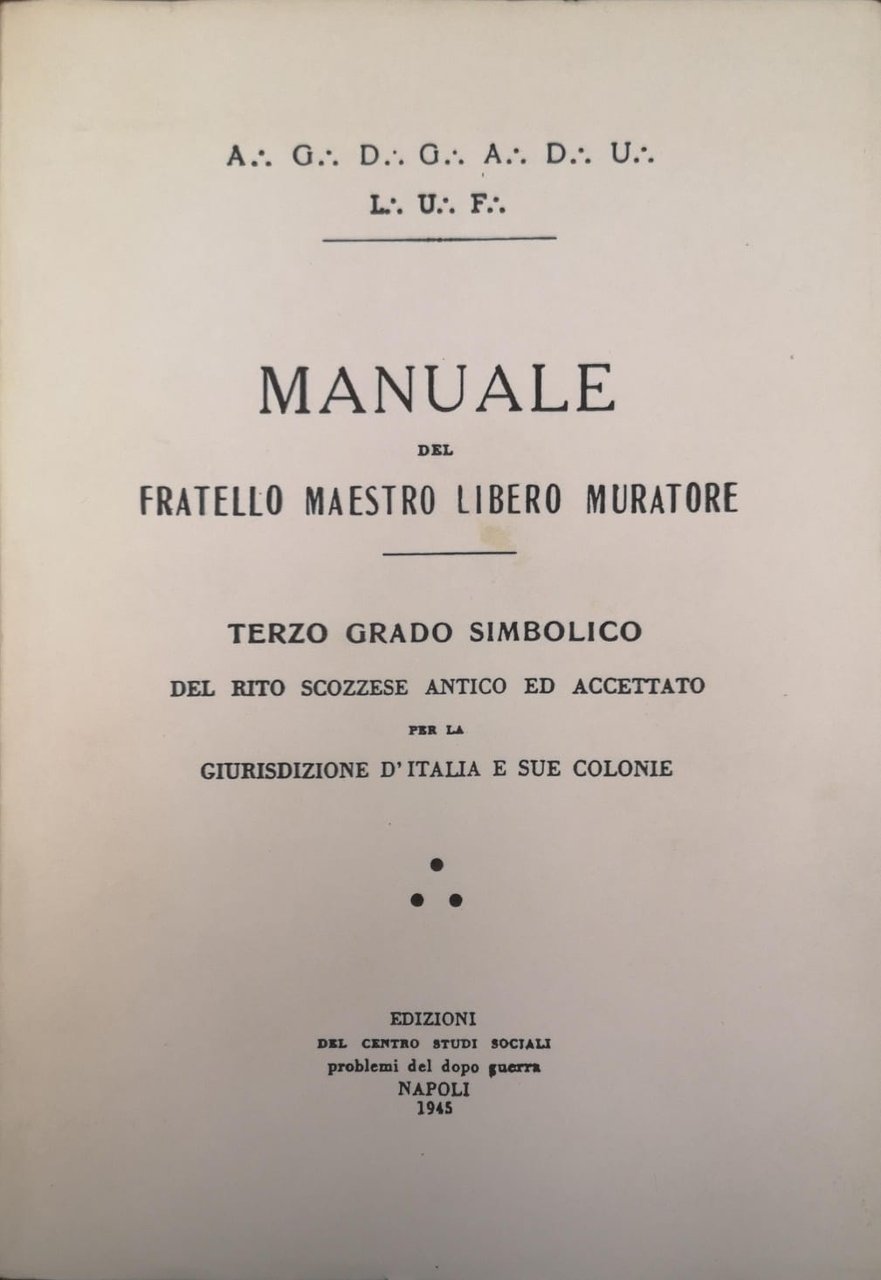 A∴ G∴ D∴ G∴ A∴ D∴ U∴
L∴ U∴ F∴
MANUALE
DEL
FRATELLO MAESTRO LIBERO MURATORE
TERZO GRADO SIMBOLICO
DEL RITO SCOZZESE ANTICO ED ACCETTATO
PER LA
GIURISDIZIONE D'ITALIA E SUE COLONIE
∴
EDIZIONI
DEL CENTRO STUDI SOCIALI
problemi del dopo guerra
NAPOLI
1945